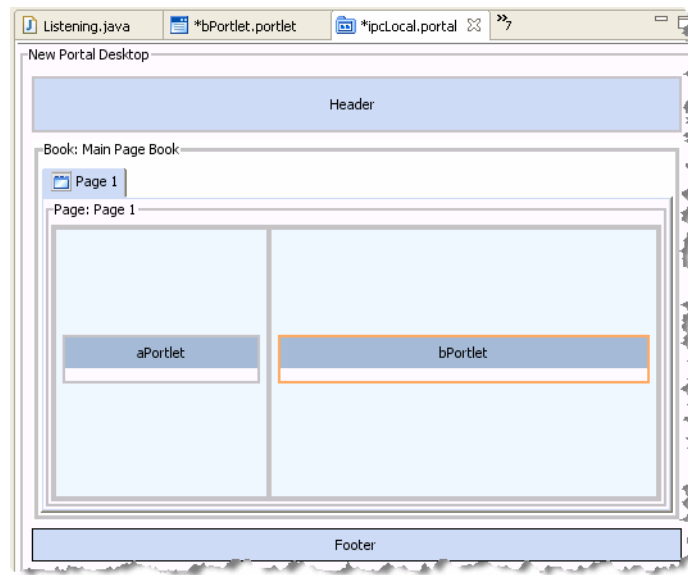 Listening.java *bPortlet.portlet *ipcLocal.portal »7
New Portal Desktop
Header
Book: Main Page Book
Page 1
Page: Page 1
aPortlet bPortlet
Footer